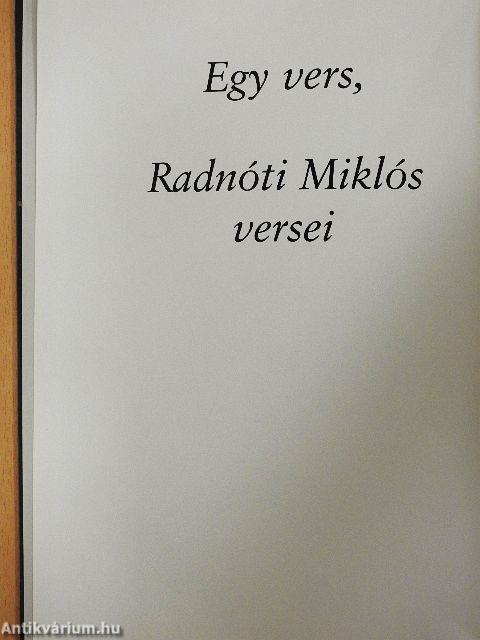 Egy vers,
Radnóti Miklós
versei
Antikvárium.hu